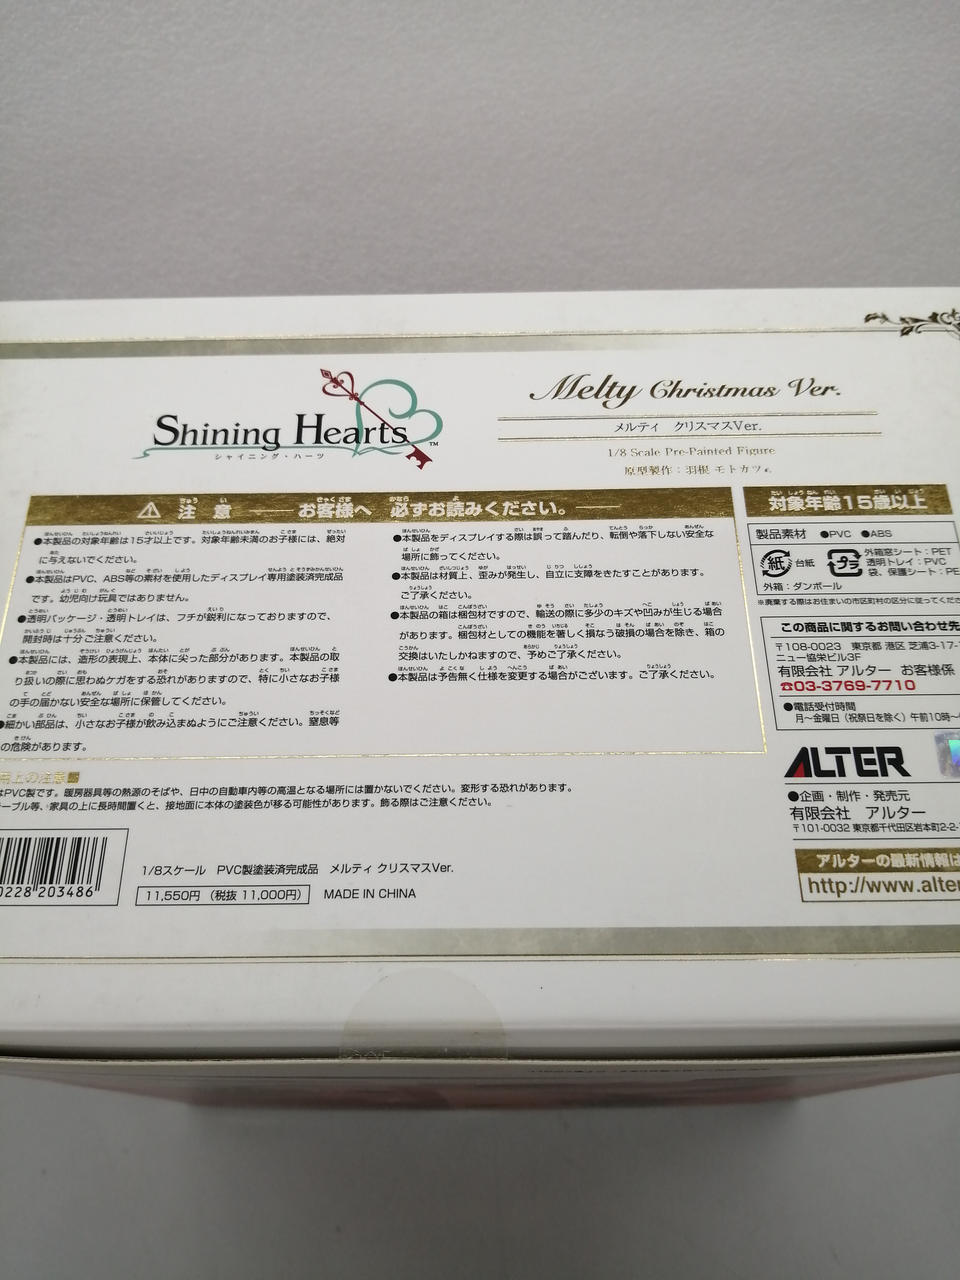 Shining Hearts™
シャイニング・ハーツ
Melty Christmas Ver.
メルティ クリスマスVer.
1/8 Scale Pre-Painted Figure
原型製作：羽根 モトカツ
⚠ 注意 お客様へ 必ずお読みください。
●本製品の対象年齢は15才以上です。対象年齢未満のお子様には、絶対
に与えないでください。
●本製品はPVC、ABS等の素材を使用したディスプレイ専用塗装済完成品
です。幼児向け玩具ではありません。
●透明パッケージ・透明トレイは、フチが鋭利になっておりますので、
開封時は十分ご注意ください。
●本製品には、造形の表現上、本体に尖った部分があります。本製品の取
り扱いの際に思わぬケガをする恐れがありますので、特に小さなお子様
の手の届かない安全な場所に保管してください。
●細かい部品は、小さなお子様が飲み込まぬようにご注意ください。窒息等
の危険があります。
●本製品をディスプレイする際は誤って踏んだり、転倒や落下しない安全な
場所に飾ってください。
●本製品は材質上、歪みが発生し、自立に支障をきたすことがあります。
ご了承ください。
●本製品の箱は梱包材ですので、輸送の際に多少のキズや凹みが生じる場合
があります。梱包材としての機能を著しく損なう破損の場合を除き、箱の
交換はいたしかねますので、予めご了承ください。
●本製品は予告無く仕様を変更する場合がございます。ご了承ください。
対象年齢15歳以上
製品素材 ●PVC ●ABS
紙 台紙
プラ 外箱窓シート：PET
透明トレイ：PVC
袋、保護シート：PE
外箱：ダンボール
※廃棄する際はお住まいの市区町村の区分に従ってくださ
この商品に関するお問い合わせ先
〒108-0023 東京都 港区 芝浦3-17-
ニュー協栄ビル3F
有限会社 アルター お客様係
☎03-3769-7710
●電話受付時間
月〜金曜日（祝祭日を除く）午前10時〜
ALTER
●企画・制作・発売元
有限会社 アルター
〒101-0032 東京都千代田区岩本町2-2-
アルターの最新情報は
http://www.alter
用上の注意
はPVC製です。暖房器具等の熱源のそばや、日中の自動車内等の高温となる場所には置かないでください。変形する恐れがあります。
ーブル等、家具の上に長時間置くと、接地面に本体の塗装色が移る可能性があります。飾る際はご注意ください。
0228 203486
1/8スケール PVC製塗装済完成品 メルティ クリスマスVer.
11,550円（税抜 11,000円） MADE IN CHINA